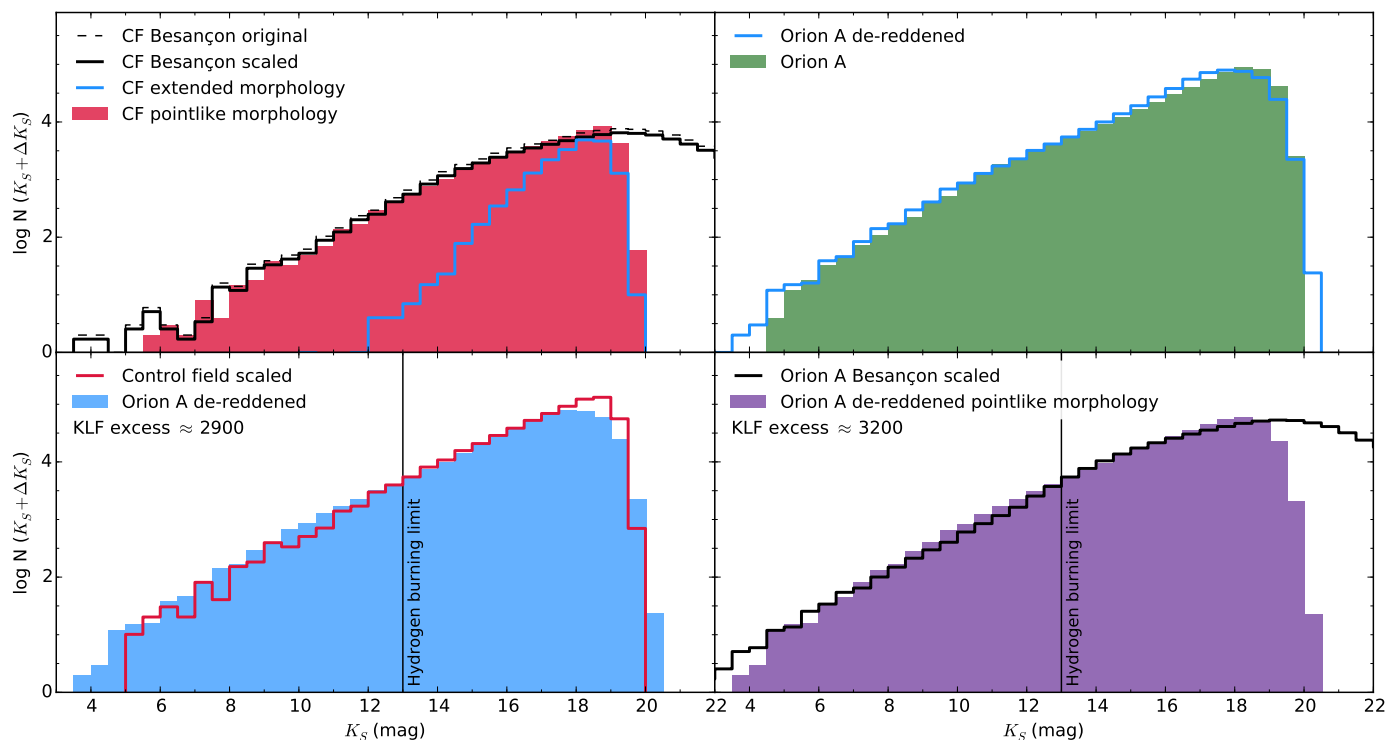 CF Besançon original
CF Besançon scaled
CF extended morphology
CF pointlike morphology
log N (K_S+ΔK_S)
4
2
0
Orion A de-reddened
Orion A
Control field scaled
Orion A de-reddened
KLF excess ≈ 2900
Hydrogen burning limit
log N (K_S+ΔK_S)
4
2
0
4 6 8 10 12 14 16 18 20 22
K_S (mag)
Orion A Besançon scaled
Orion A de-reddened pointlike morphology
KLF excess ≈ 3200
Hydrogen burning limit
4 6 8 10 12 14 16 18 20 22
K_S (mag)